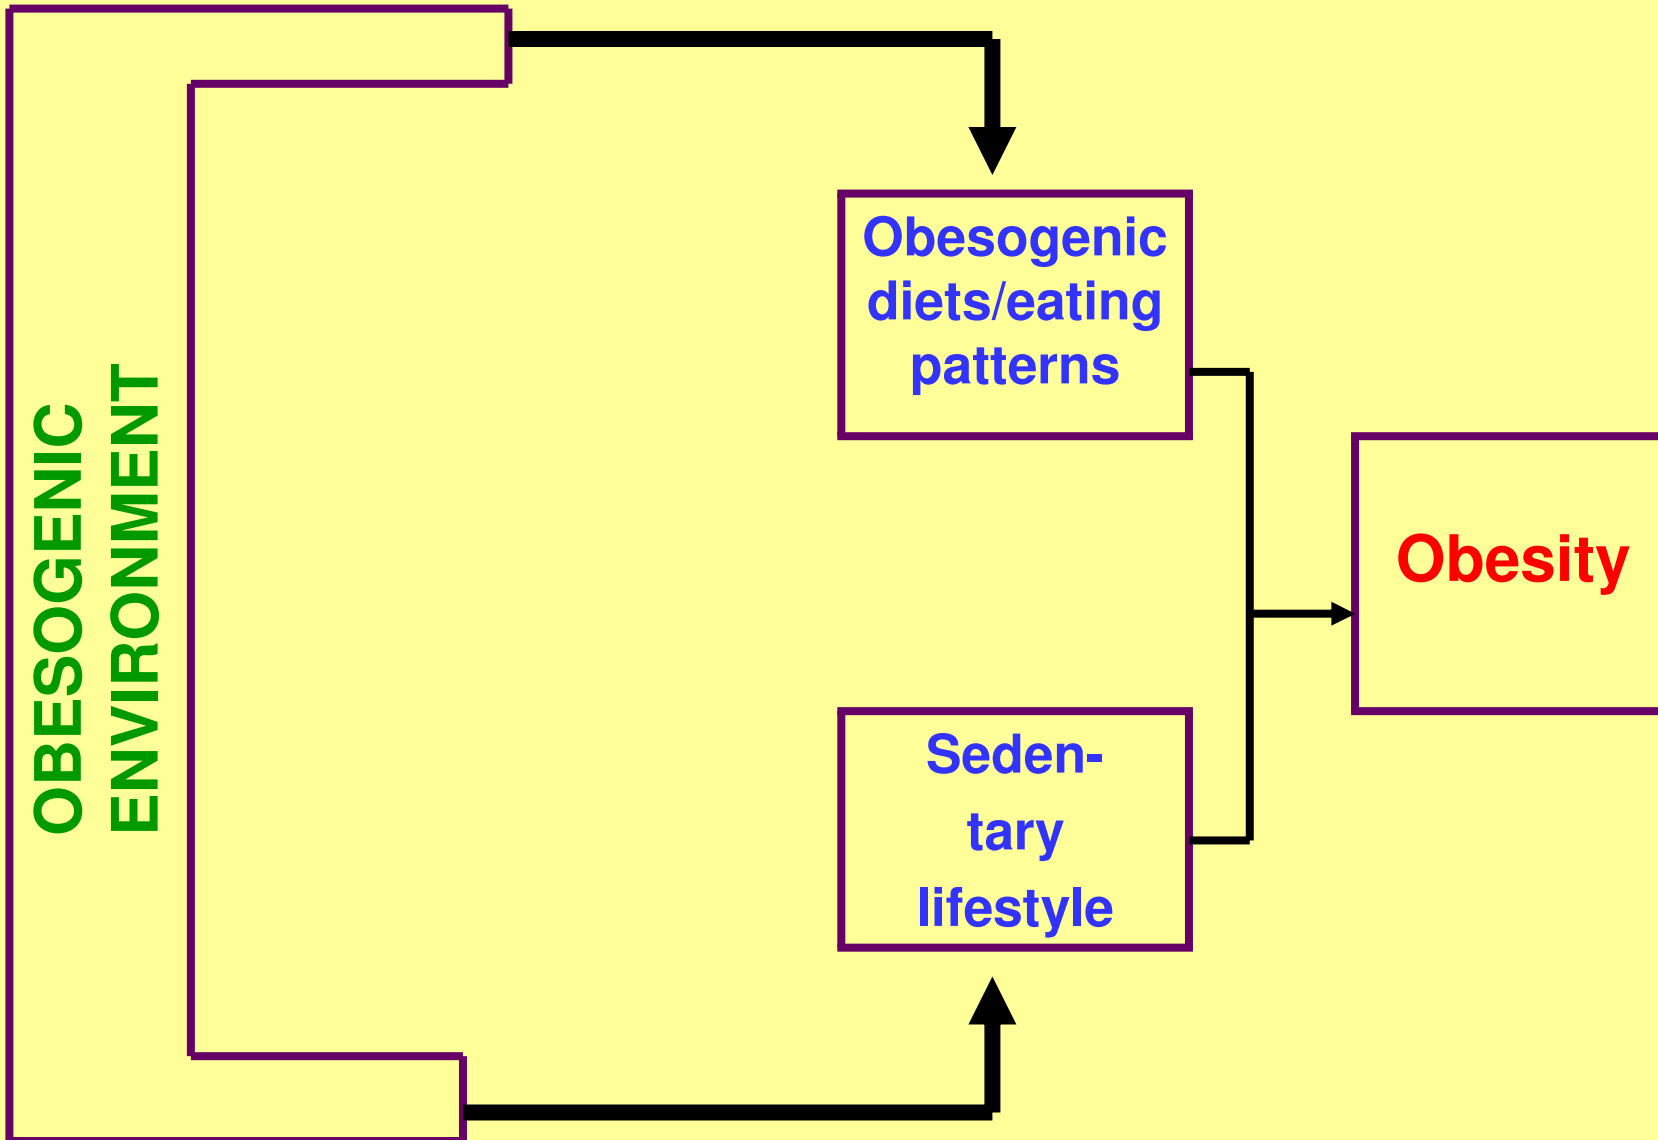 OBESOGENIC
ENVIRONMENT
Obesogenic
diets/eating
patterns
Obesity
Seden-
tary
lifestyle